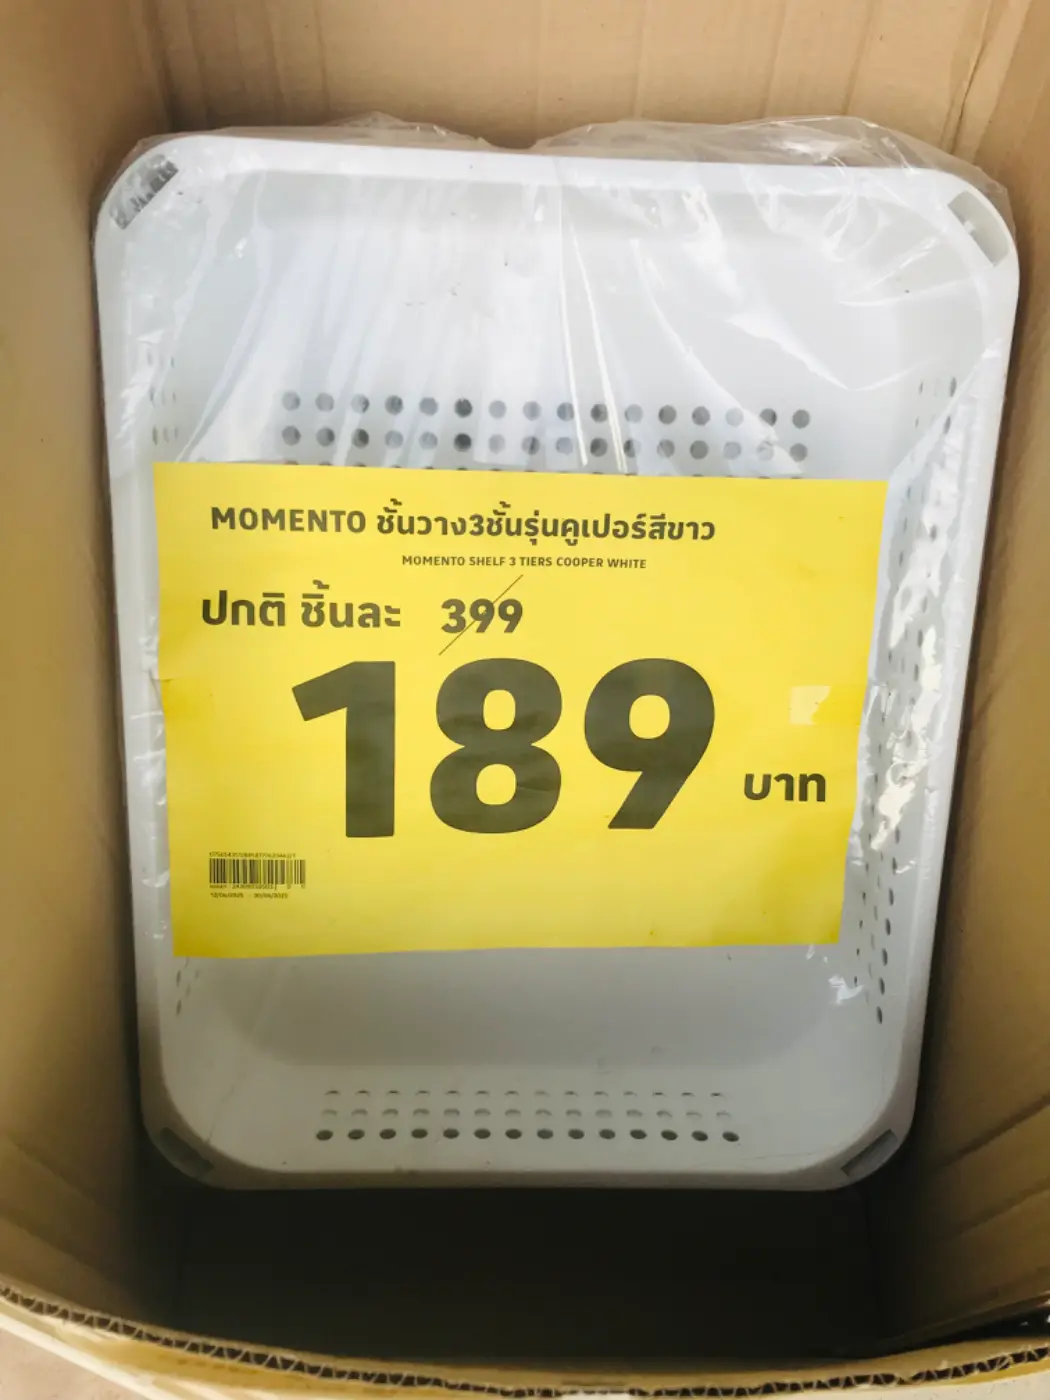 MOMENTO ชั้นวาง3ชั้นรุ่นคูเปอร์สีขาว
MOMENTO SHELF 3 TIERS COOPER WHITE
ปกติ ชิ้นละ 399
189 บาท